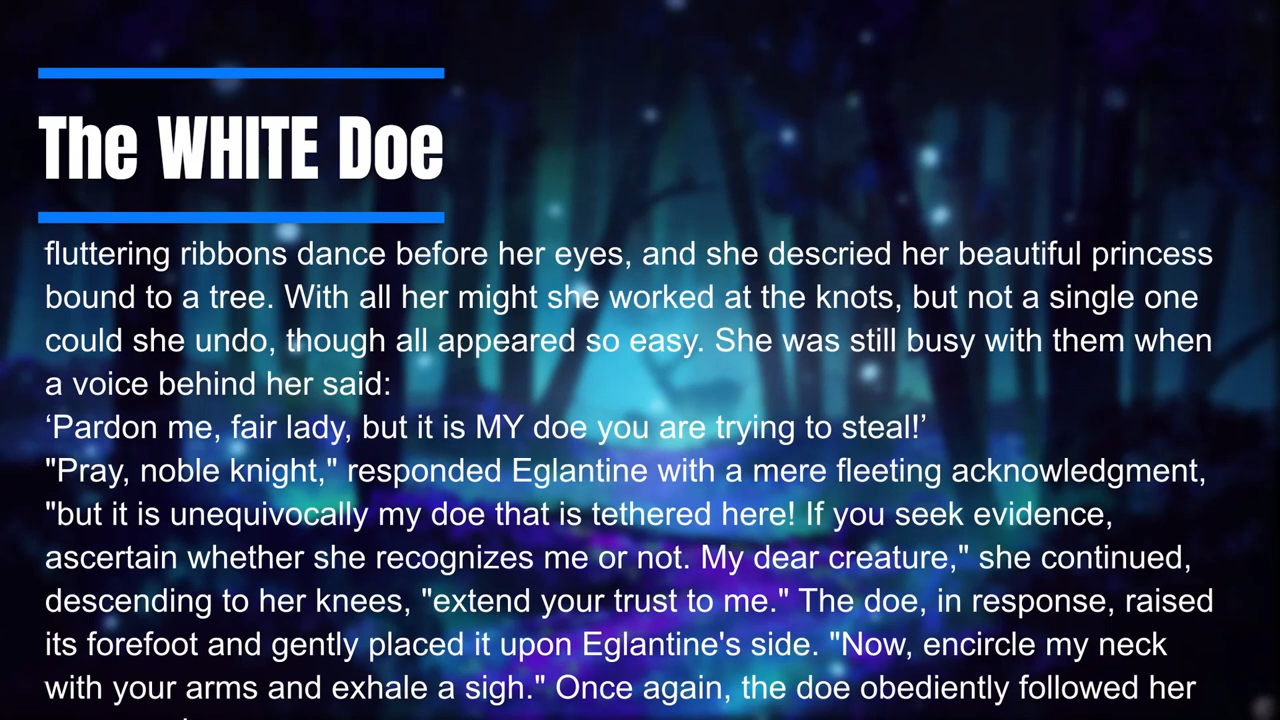 The WHITE Doe
fluttering ribbons dance before her eyes, and she descried her beautiful princess
bound to a tree. With all her might she worked at the knots, but not a single one
could she undo, though all appeared so easy. She was still busy with them when
a voice behind her said:
‘Pardon me, fair lady, but it is MY doe you are trying to steal!’
"Pray, noble knight," responded Eglantine with a mere fleeting acknowledgment,
"but it is unequivocally my doe that is tethered here! If you seek evidence,
ascertain whether she recognizes me or not. My dear creature," she continued,
descending to her knees, "extend your trust to me." The doe, in response, raised
its forefoot and gently placed it upon Eglantine's side. "Now, encircle my neck
with your arms and exhale a sigh." Once again, the doe obediently followed her